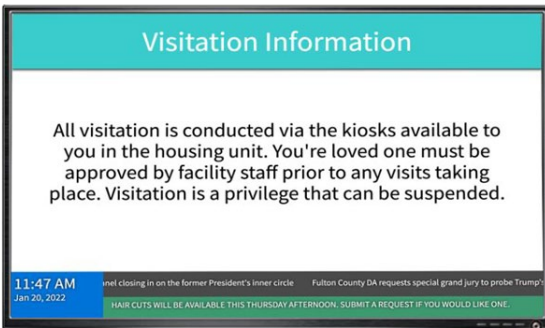 Visitation Information
All visitation is conducted via the kiosks available to
you in the housing unit. You're loved one must be
approved by facility staff prior to any visits taking
place. Visitation is a privilege that can be suspended.
11:47 AM
Jan 20, 2022
closing in on the former President's inner circle Fulton County DA requests special grand jury to probe Trump's
HAIR CUTS WILL BE AVAILABLE THIS THURSDAY AFTERNOON. SUBMIT A REQUEST IF YOU WOULD LIKE ONE.